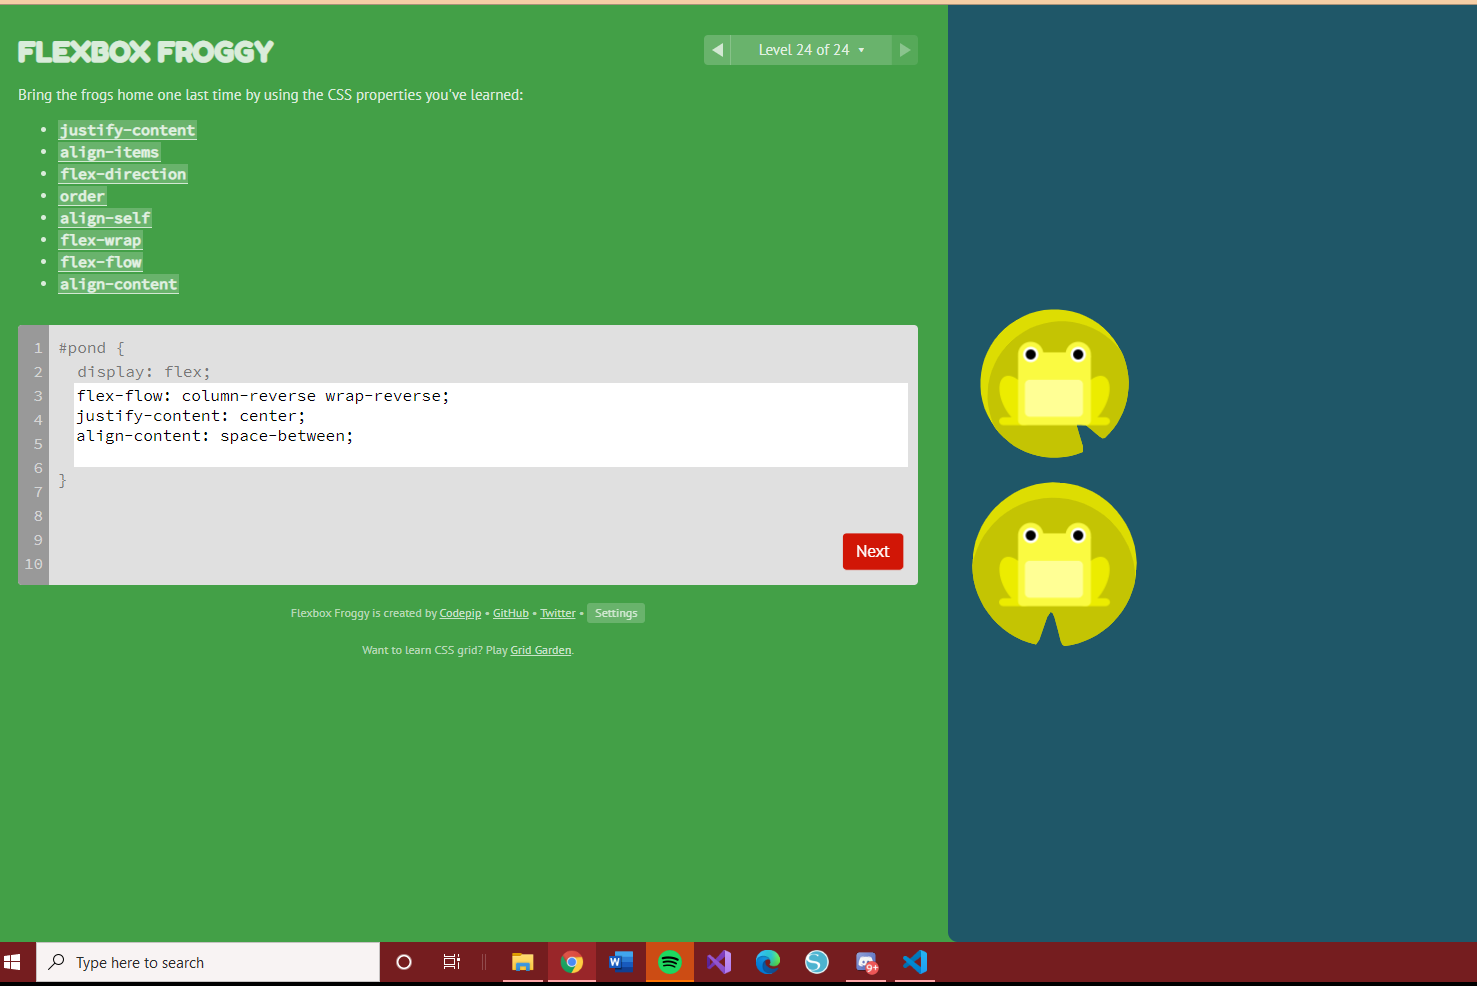 FLEXBOX FROGGY
Level 24 of 24
Bring the frogs home one last time by using the CSS properties you've learned:
justify-content
align-items
flex-direction
order
align-self
flex-wrap
flex-flow
align-content
1 #pond {
2 display: flex;
3 flex-flow: column-reverse wrap-reverse;
4 justify-content: center;
5 align-content: space-between;
6
7 }
8
9
10
Next
Flexbox Froggy is created by Codepip • GitHub • Twitter • Settings
Want to learn CSS grid? Play Grid Garden.
Type here to search
W
S
9+